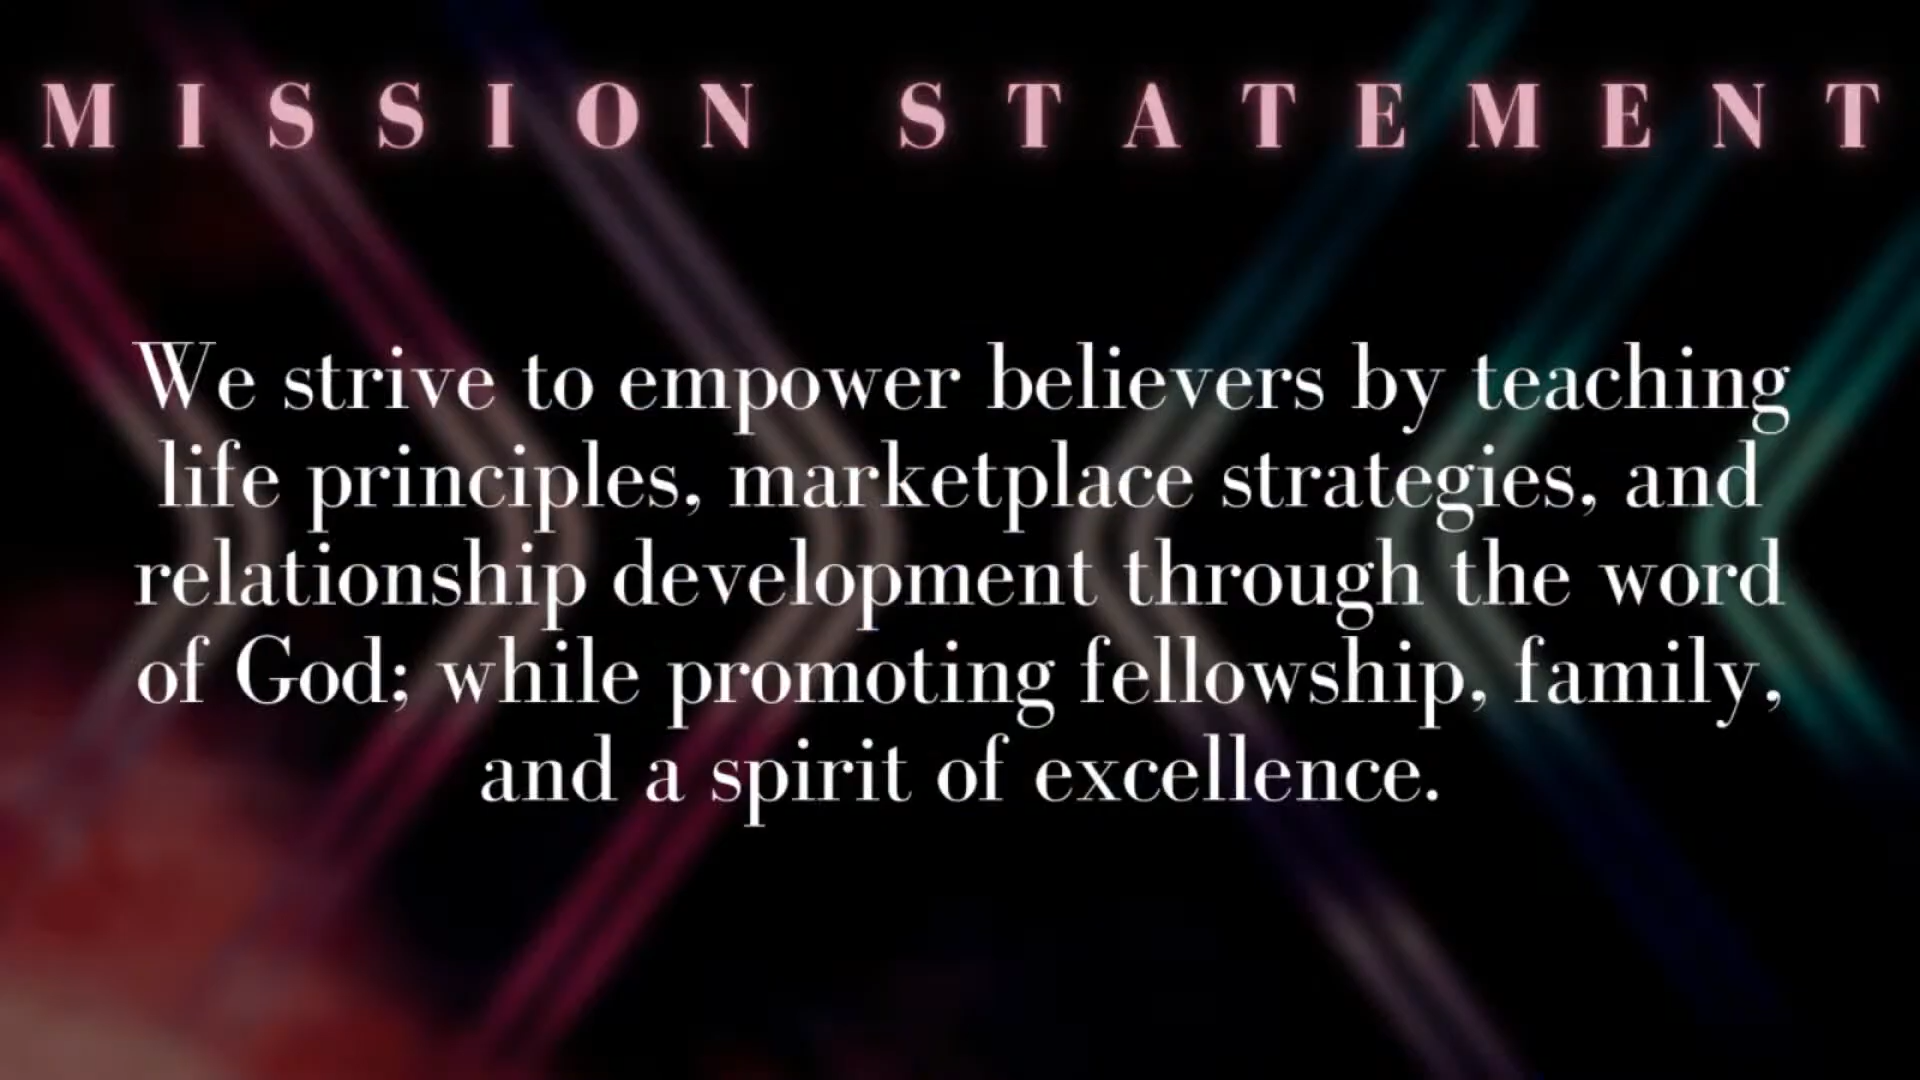 MISSION STATEMENT
We strive to empower believers by teaching
life principles, marketplace strategies, and
relationship development through the word
of God; while promoting fellowship, family,
and a spirit of excellence.